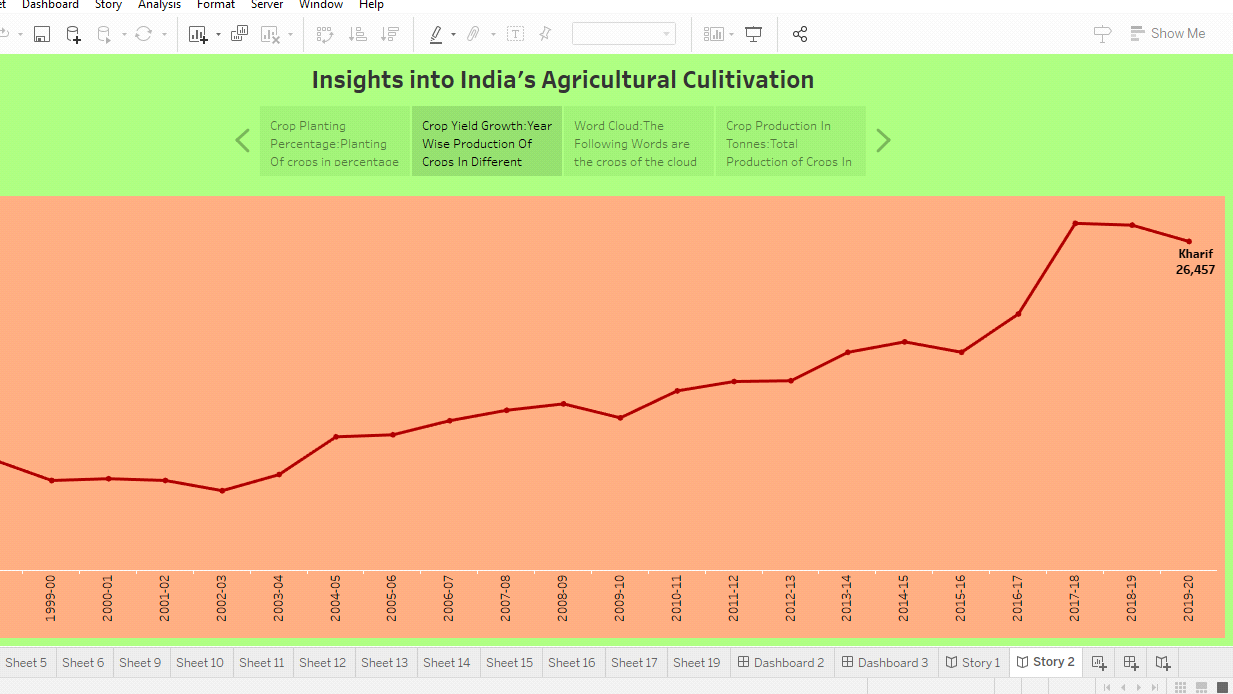 Dashboard Story Analysis Format Server Window Help
Show Me
Insights into India’s Agricultural Culitivation
Crop Planting
Percentage:Planting
Of crops in percentage
Crop Yield Growth:Year
Wise Production Of
Crops In Different
Word Cloud:The
Following Words are
the crops of the cloud
Crop Production In
Tonnes:Total
Production of Crops In
Kharif
26,457
1999-00
2000-01
2001-02
2002-03
2003-04
2004-05
2005-06
2006-07
2007-08
2008-09
2009-10
2010-11
2011-12
2012-13
2013-14
2014-15
2015-16
2016-17
2017-18
2018-19
2019-20
Sheet 5 Sheet 6 Sheet 9 Sheet 10 Sheet 11 Sheet 12 Sheet 13 Sheet 14 Sheet 15 Sheet 16 Sheet 17 Sheet 19 Dashboard 2 Dashboard 3 Story 1 Story 2